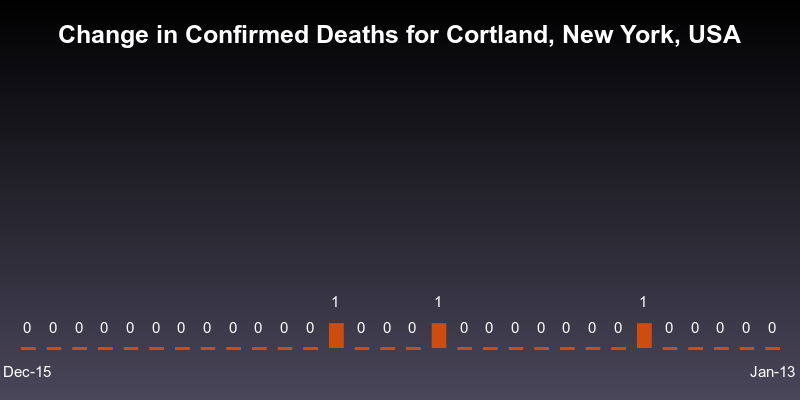 Change in Confirmed Deaths for Cortland, New York, USA
1 1 1
0 0 0 0 0 0 0 0 0 0 0 0 0 0 0 0 0 0 0 0 0 0 0 0 0 0 0
Dec-15 Jan-13